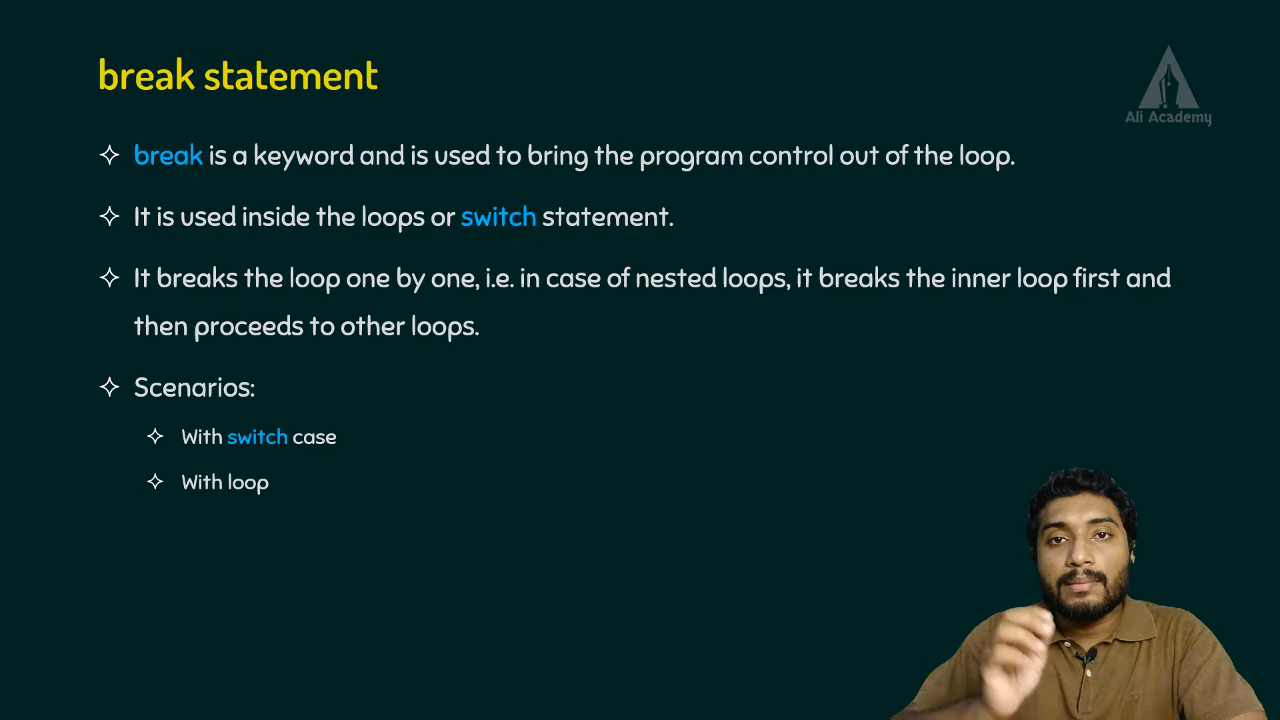 break statement
Ali Academy
break is a keyword and is used to bring the program control out of the loop.
It is used inside the loops or switch statement.
It breaks the loop one by one, i.e. in case of nested loops, it breaks the inner loop first and
then proceeds to other loops.
Scenarios:
With switch case
With loop